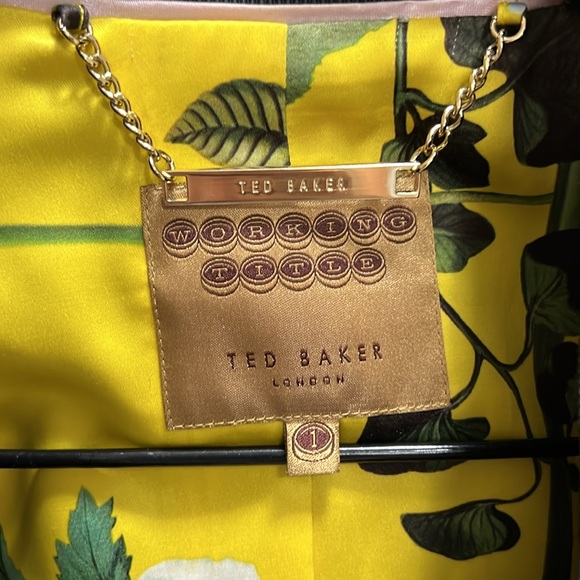 TED BAKER
WORKING
TITLE
TED BAKER
LONDON
1